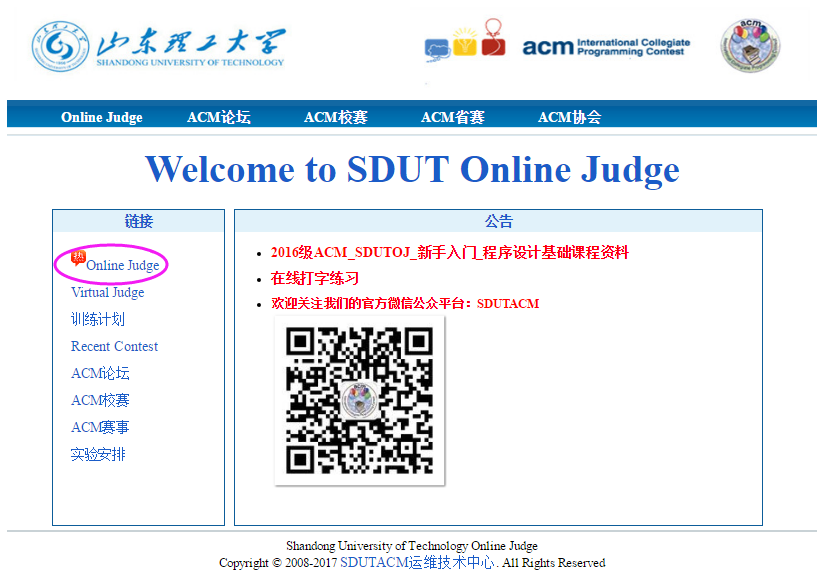 山东理工大学
SHANDONG UNIVERSITY OF TECHNOLOGY
acm International Collegiate
Programming Contest
acm
Online Judge ACM论坛 ACM校赛 ACM省赛 ACM协会
Welcome to SDUT Online Judge
链接
热 Online Judge
Virtual Judge
训练计划
Recent Contest
ACM论坛
ACM校赛
ACM赛事
实验安排
公告
2016级ACM_SDUTOJ_新手入门_程序设计基础课程资料
在线打字练习
欢迎关注我们的官方微信公众平台：SDUTACM
acm
Shandong University of Technology Online Judge
Copyright © 2008-2017 SDUTACM运维技术中心. All Rights Reserved